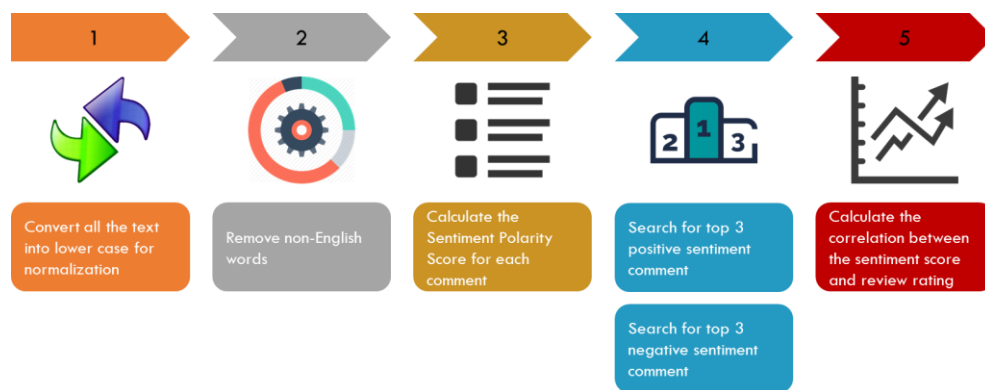 1
2
3
4
5
2 1 3
Convert all the text
into lower case for
normalization
Remove non-English
words
Calculate the
Sentiment Polarity
Score for each
comment
Search for top 3
positive sentiment
comment
Search for top 3
negative sentiment
comment
Calculate the
correlation between
the sentiment score
and review rating